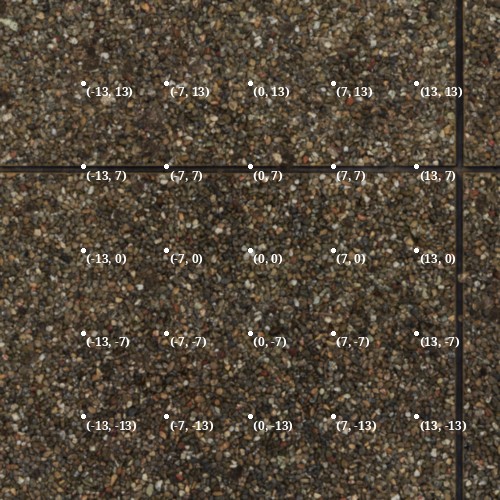 (-13, 13) (-7, 13) (0, 13) (7, 13) (13, 13)
(-13, 7) (-7, 7) (0, 7) (7, 7) (13, 7)
(-13, 0) (-7, 0) (0, 0) (7, 0) (13, 0)
(-13, -7) (-7, -7) (0, -7) (7, -7) (13, -7)
(-13, -13) (-7, -13) (0, -13) (7, -13) (13, -13)